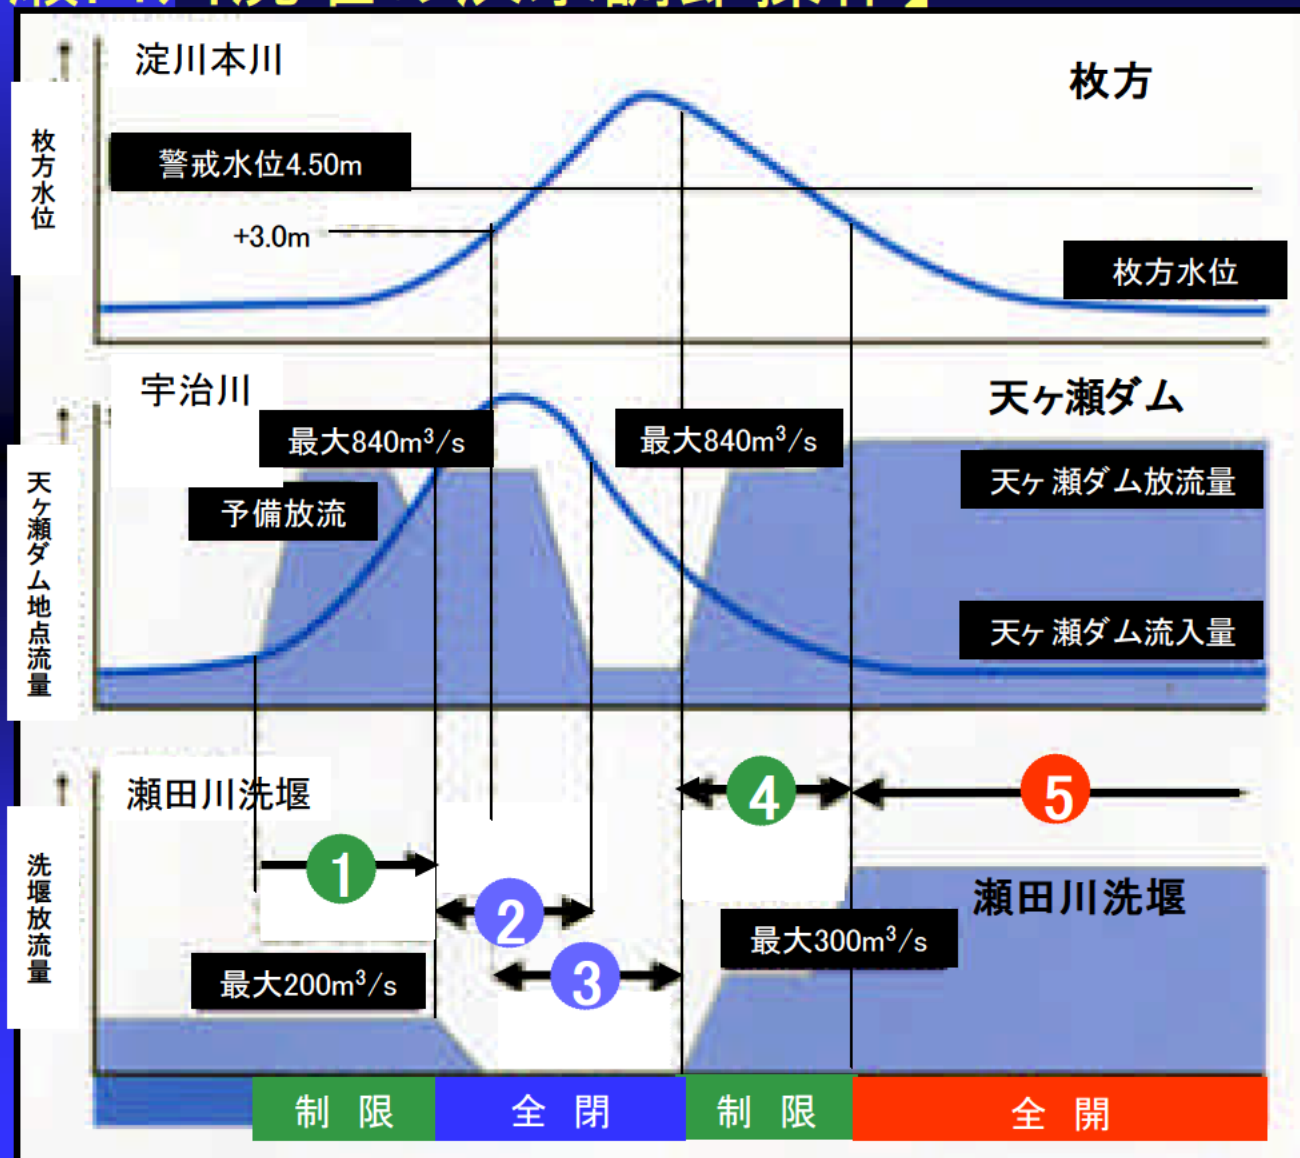 淀川本川
枚方
枚方水位
警戒水位4.50m
+3.0m
枚方水位
宇治川
天ヶ瀬ダム
天ヶ瀬ダム地点流量
最大840m³/s
最大840m³/s
予備放流
天ヶ瀬ダム放流量
天ヶ瀬ダム流入量
瀬田川洗堰
洗堰放流量
4
5
1
2
3
瀬田川洗堰
最大200m³/s
最大300m³/s
制 限
全 閉
制 限
全 開